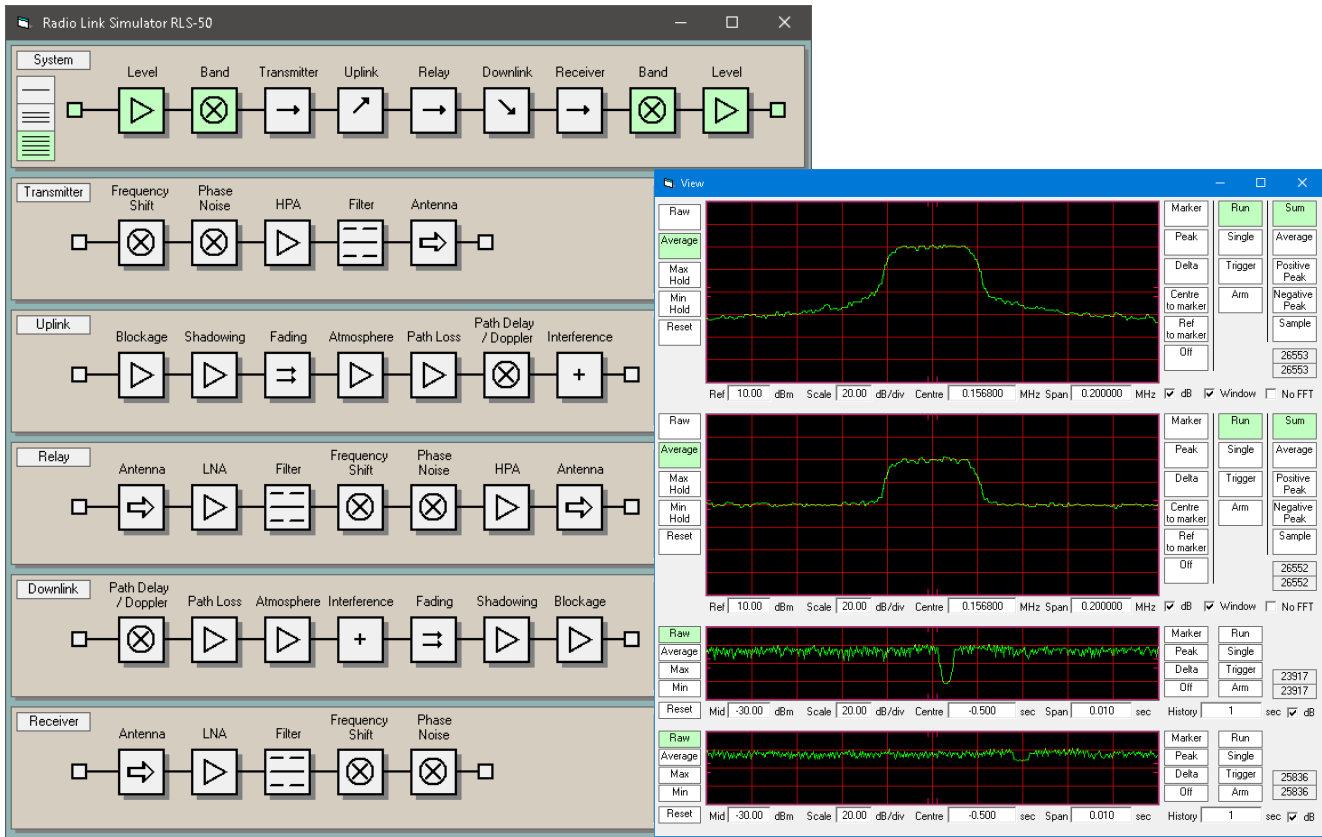 Radio Link Simulator RLS-50
System
Level Band Transmitter Uplink Relay Downlink Receiver Band Level
Transmitter
Frequency
Shift
Phase
Noise
HPA
Filter
Antenna
Uplink
Blockage
Shadowing
Fading
Atmosphere
Path Loss
Path Delay
/ Doppler
Interference
Relay
Antenna
LNA
Filter
Frequency
Shift
Phase
Noise
HPA
Antenna
Downlink
Path Delay
/ Doppler
Path Loss
Atmosphere
Interference
Fading
Shadowing
Blockage
Receiver
Antenna
LNA
Filter
Frequency
Shift
Phase
Noise
View
Raw
Average
Max
Hold
Min
Hold
Reset
Marker
Peak
Delta
Centre
to marker
Ref
to marker
Off
Run
Single
Trigger
Arm
Sum
Average
Positive
Peak
Negative
Peak
Sample
26553
26553
Ref 10.00 dBm Scale 20.00 dB/div Centre 0.156800 MHz Span 0.200000 MHz dB Window No FFT
Raw
Average
Max
Hold
Min
Hold
Reset
Marker
Peak
Delta
Centre
to marker
Ref
to marker
Off
Run
Single
Trigger
Arm
Sum
Average
Positive
Peak
Negative
Peak
Sample
26552
26552
Ref 10.00 dBm Scale 20.00 dB/div Centre 0.156800 MHz Span 0.200000 MHz dB Window No FFT
Raw
Average
Max
Min
Reset
Marker
Peak
Delta
Off
Run
Single
Trigger
Arm
23917
23917
Mid -30.00 dBm Scale 20.00 dB/div Centre -0.500 sec Span 0.010 sec History 1 sec dB
Raw
Average
Max
Min
Reset
Marker
Peak
Delta
Off
Run
Single
Trigger
Arm
25836
25836
Mid -30.00 dBm Scale 20.00 dB/div Centre -0.500 sec Span 0.010 sec History 1 sec dB